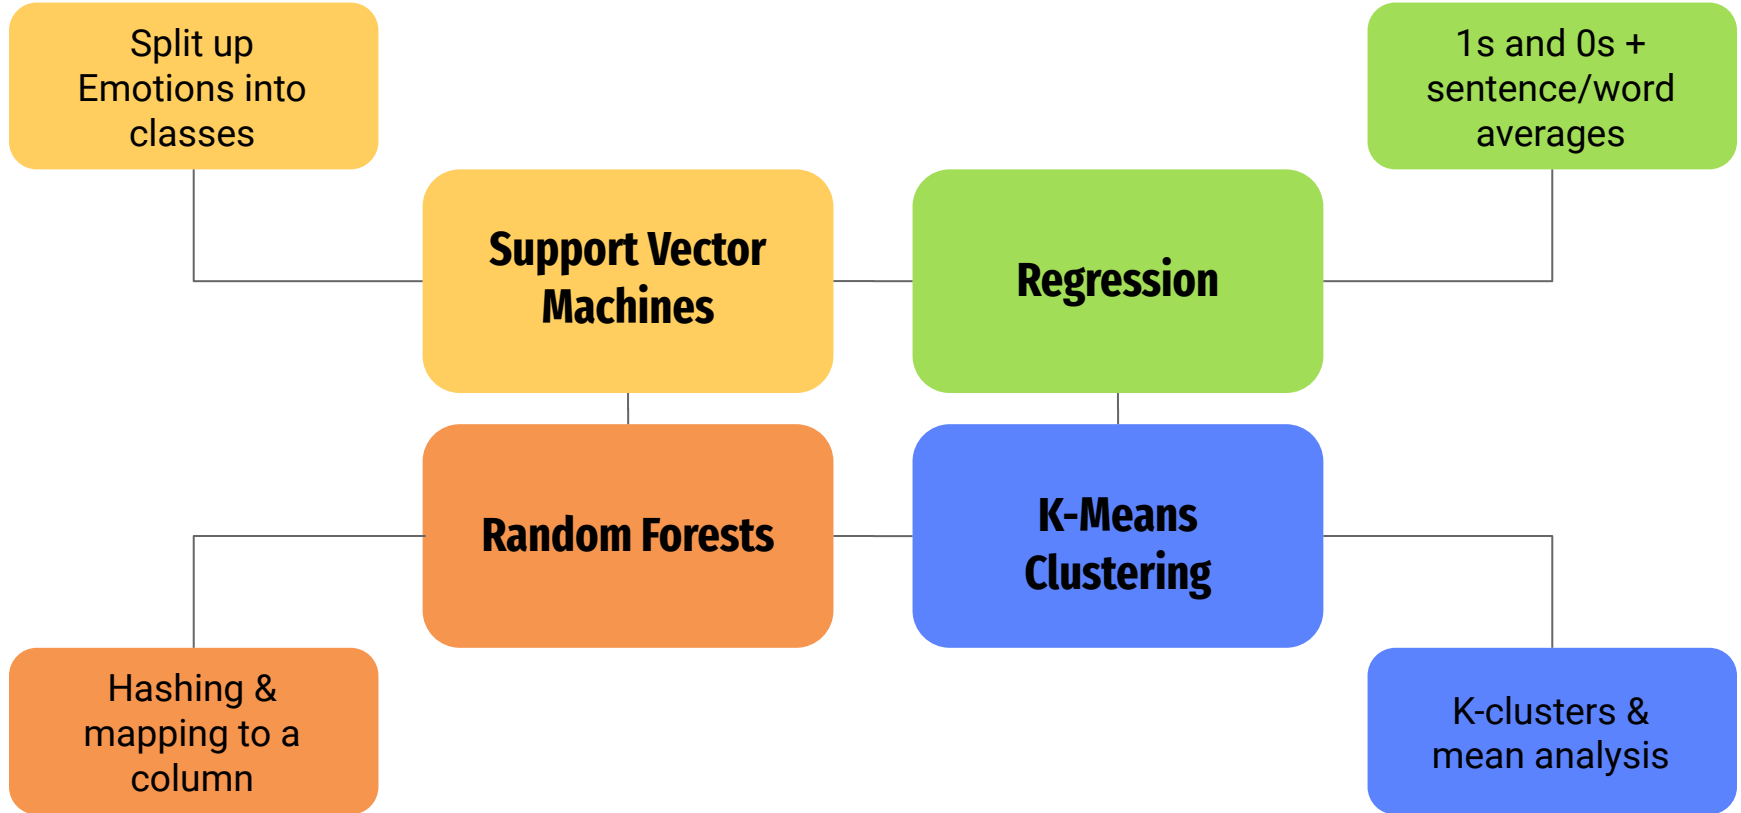 Split up
Emotions into
classes
1s and 0s +
sentence/word
averages
Support Vector
Machines
Regression
Random Forests
K-Means
Clustering
Hashing &
mapping to a
column
K-clusters &
mean analysis